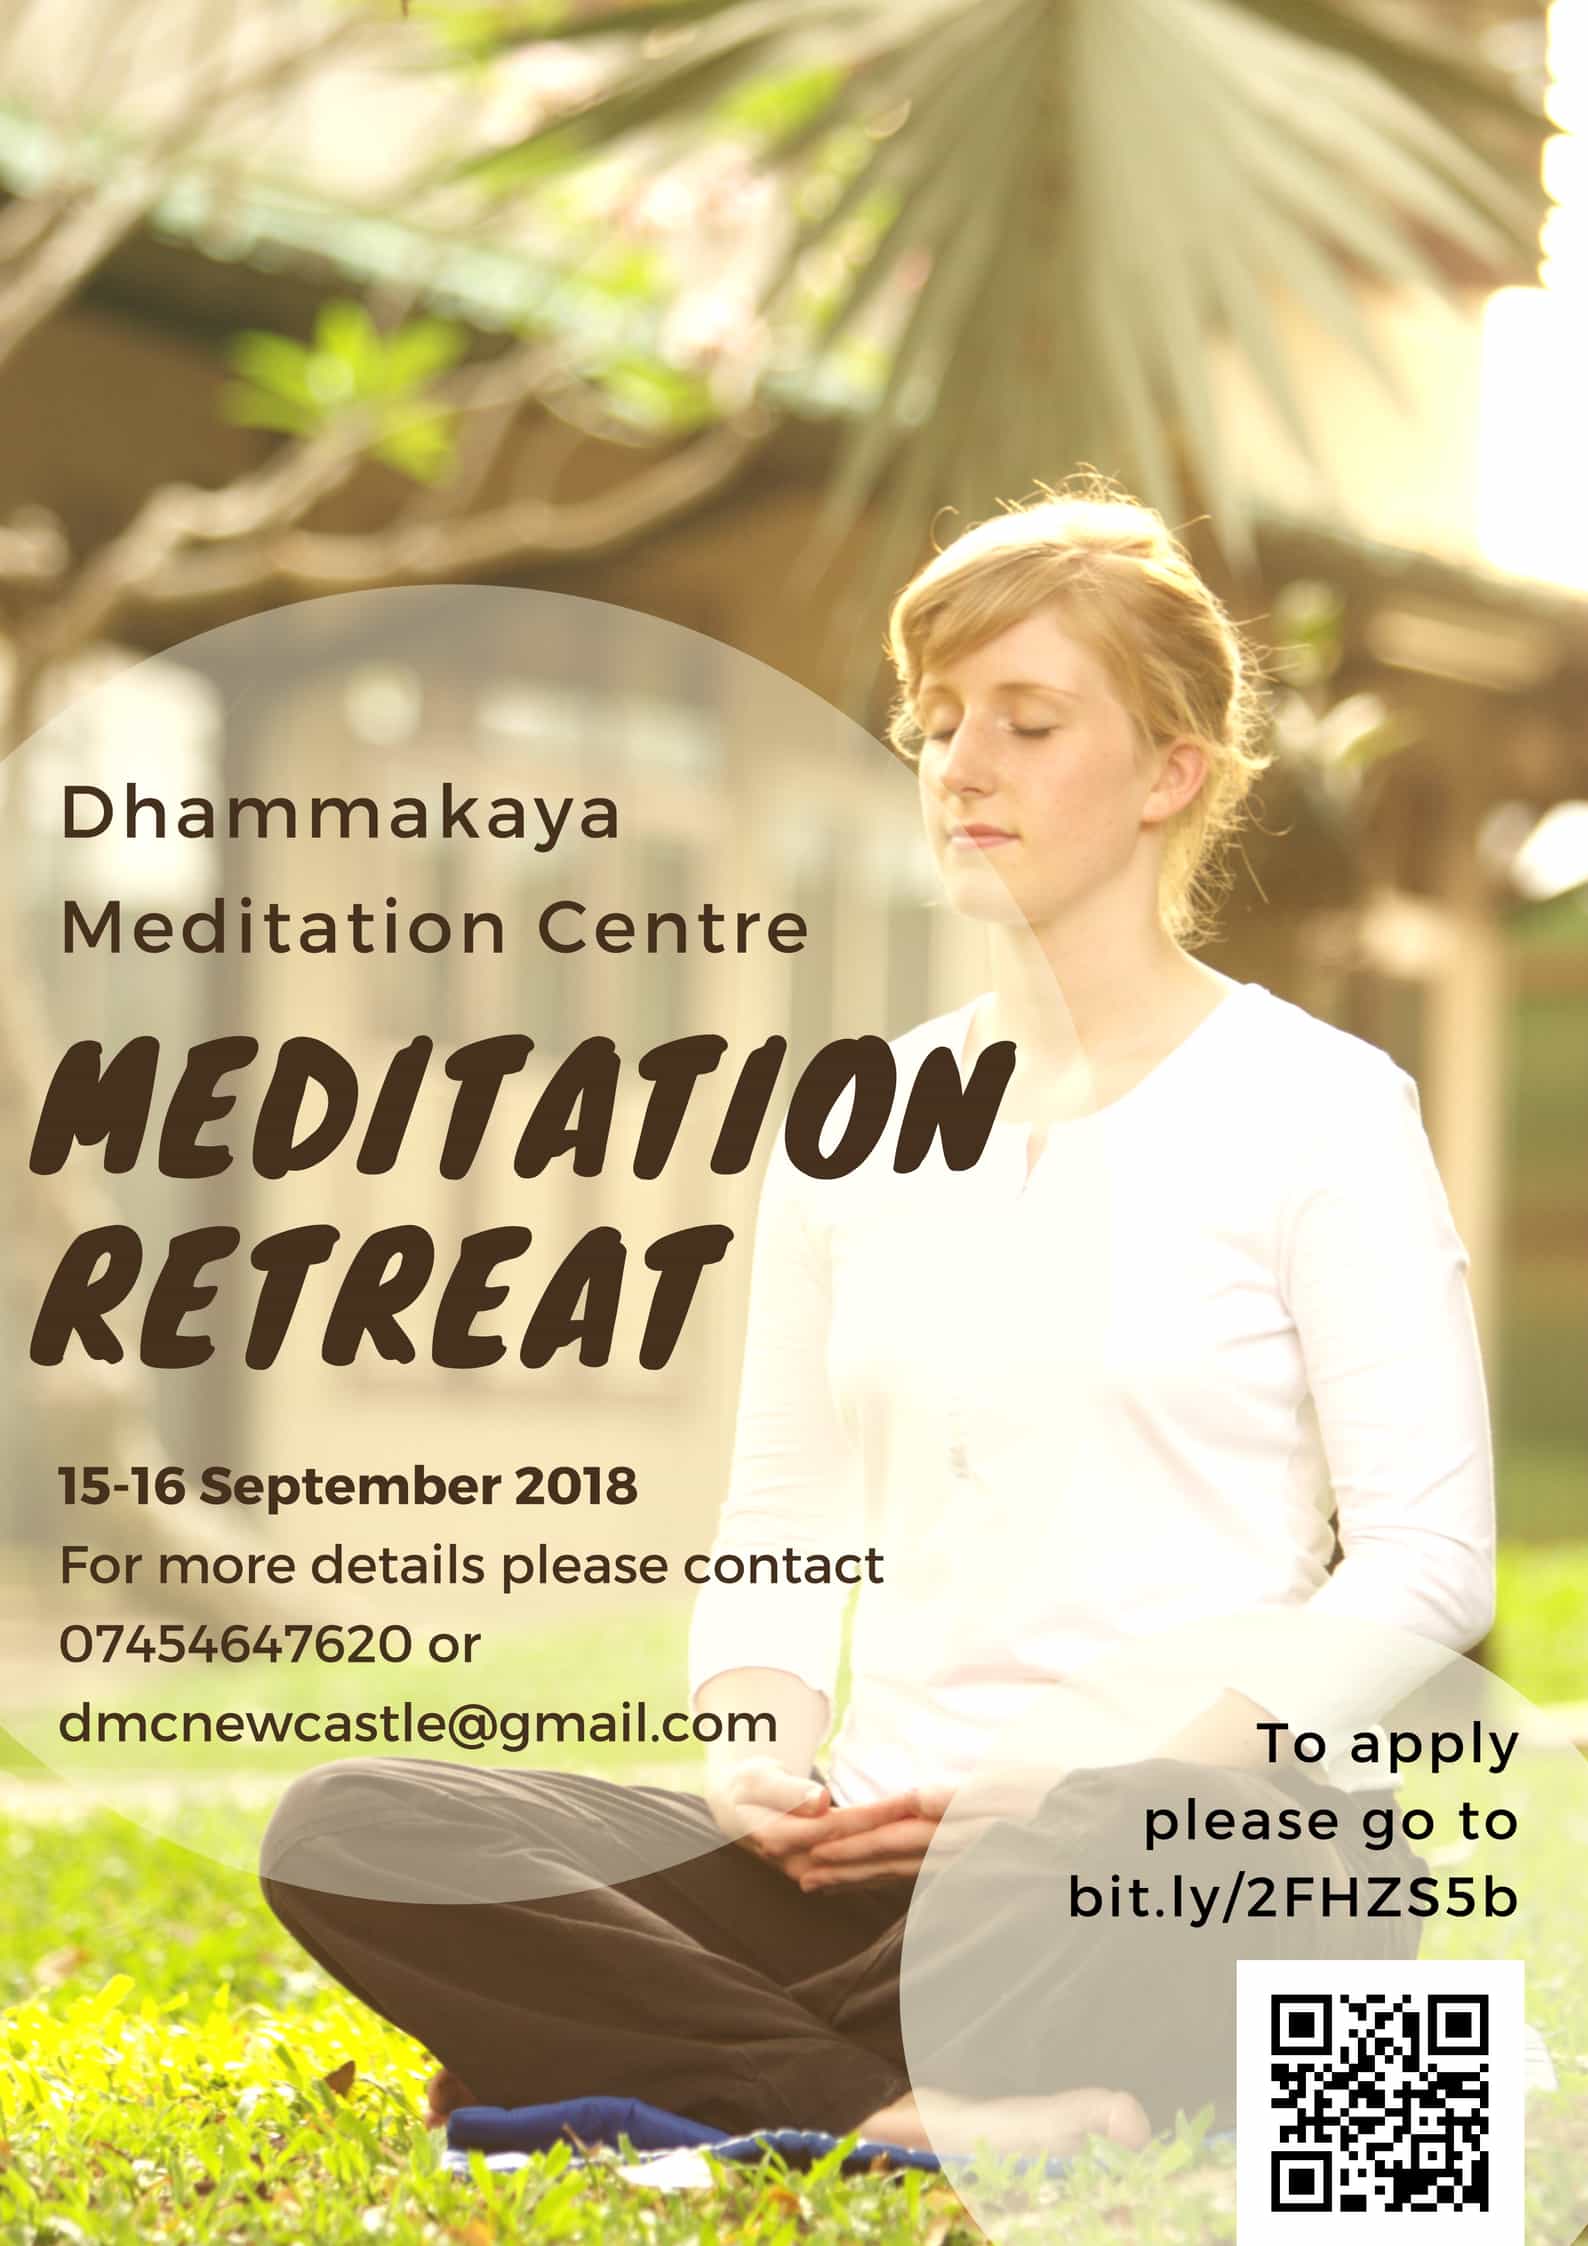 Dhammakaya
Meditation Centre
MEDITATION
RETREAT
15-16 September 2018
For more details please contact
07454647620 or
dmcnewcastle@gmail.com
To apply
please go to
bit.ly/2FHZS5b